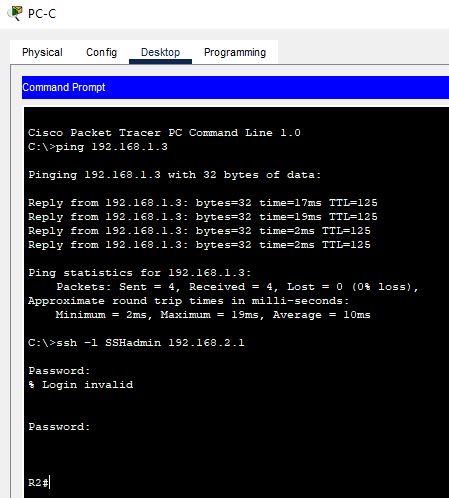 PC-C
Physical Config Desktop Programming
Command Prompt
Cisco Packet Tracer PC Command Line 1.0
C:\>ping 192.168.1.3
Pinging 192.168.1.3 with 32 bytes of data:
Reply from 192.168.1.3: bytes=32 time=17ms TTL=125
Reply from 192.168.1.3: bytes=32 time=19ms TTL=125
Reply from 192.168.1.3: bytes=32 time=2ms TTL=125
Reply from 192.168.1.3: bytes=32 time=2ms TTL=125
Ping statistics for 192.168.1.3:
Packets: Sent = 4, Received = 4, Lost = 0 (0% loss),
Approximate round trip times in milli-seconds:
Minimum = 2ms, Maximum = 19ms, Average = 10ms
C:\>ssh -l SSHadmin 192.168.2.1
Password:
% Login invalid
Password:
R2#